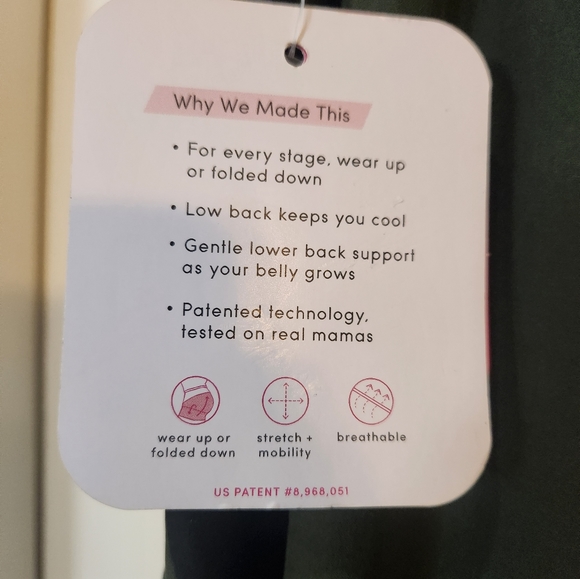 Why We Made This
• For every stage, wear up
or folded down
• Low back keeps you cool
• Gentle lower back support
as your belly grows
• Patented technology,
tested on real mamas
wear up or
folded down
stretch +
mobility
breathable
US PATENT #8,968,051